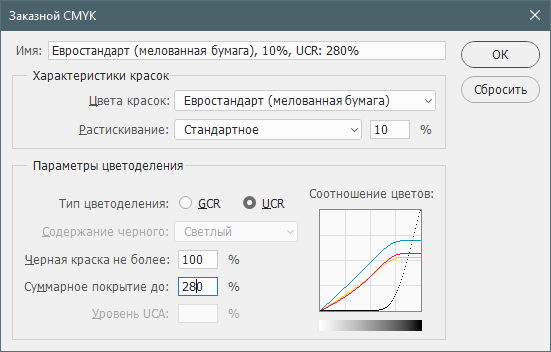 Заказной CMYK
Имя: Евростандарт (мелованная бумага), 10%, UCR: 280%
ОК
Сбросить
Характеристики красок
Цвета красок: Евростандарт (мелованная бумага)
Растискивание: Стандартное 10 %
Параметры цветоделения
Тип цветоделения: GCR UCR
Соотношение цветов:
Содержание черного: Светлый
Черная краска не более: 100 %
Суммарное покрытие до: 280 %
Уровень UCA: %